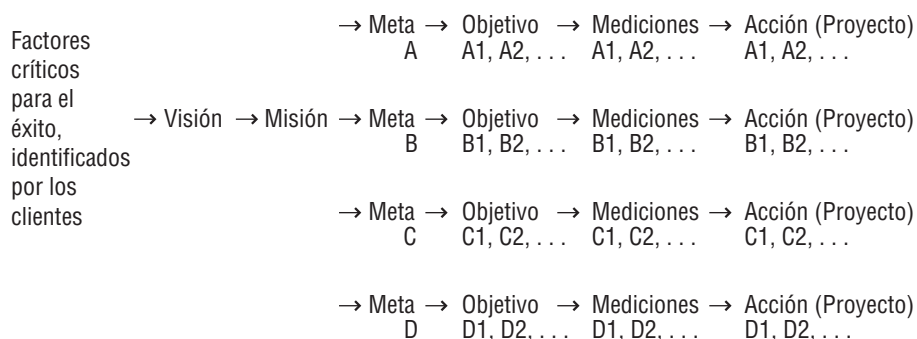 Factores
críticos
para el
éxito,
identificados
por los
clientes
→ Visión → Misión
→ Meta → Objetivo → Mediciones → Acción (Proyecto)
A A1, A2, . . . A1, A2, . . . A1, A2, . . .
→ Meta → Objetivo → Mediciones → Acción (Proyecto)
B B1, B2, . . . B1, B2, . . . B1, B2, . . .
→ Meta → Objetivo → Mediciones → Acción (Proyecto)
C C1, C2, . . . C1, C2, . . . C1, C2, . . .
→ Meta → Objetivo → Mediciones → Acción (Proyecto)
D D1, D2, . . . D1, D2, . . . D1, D2, . . .